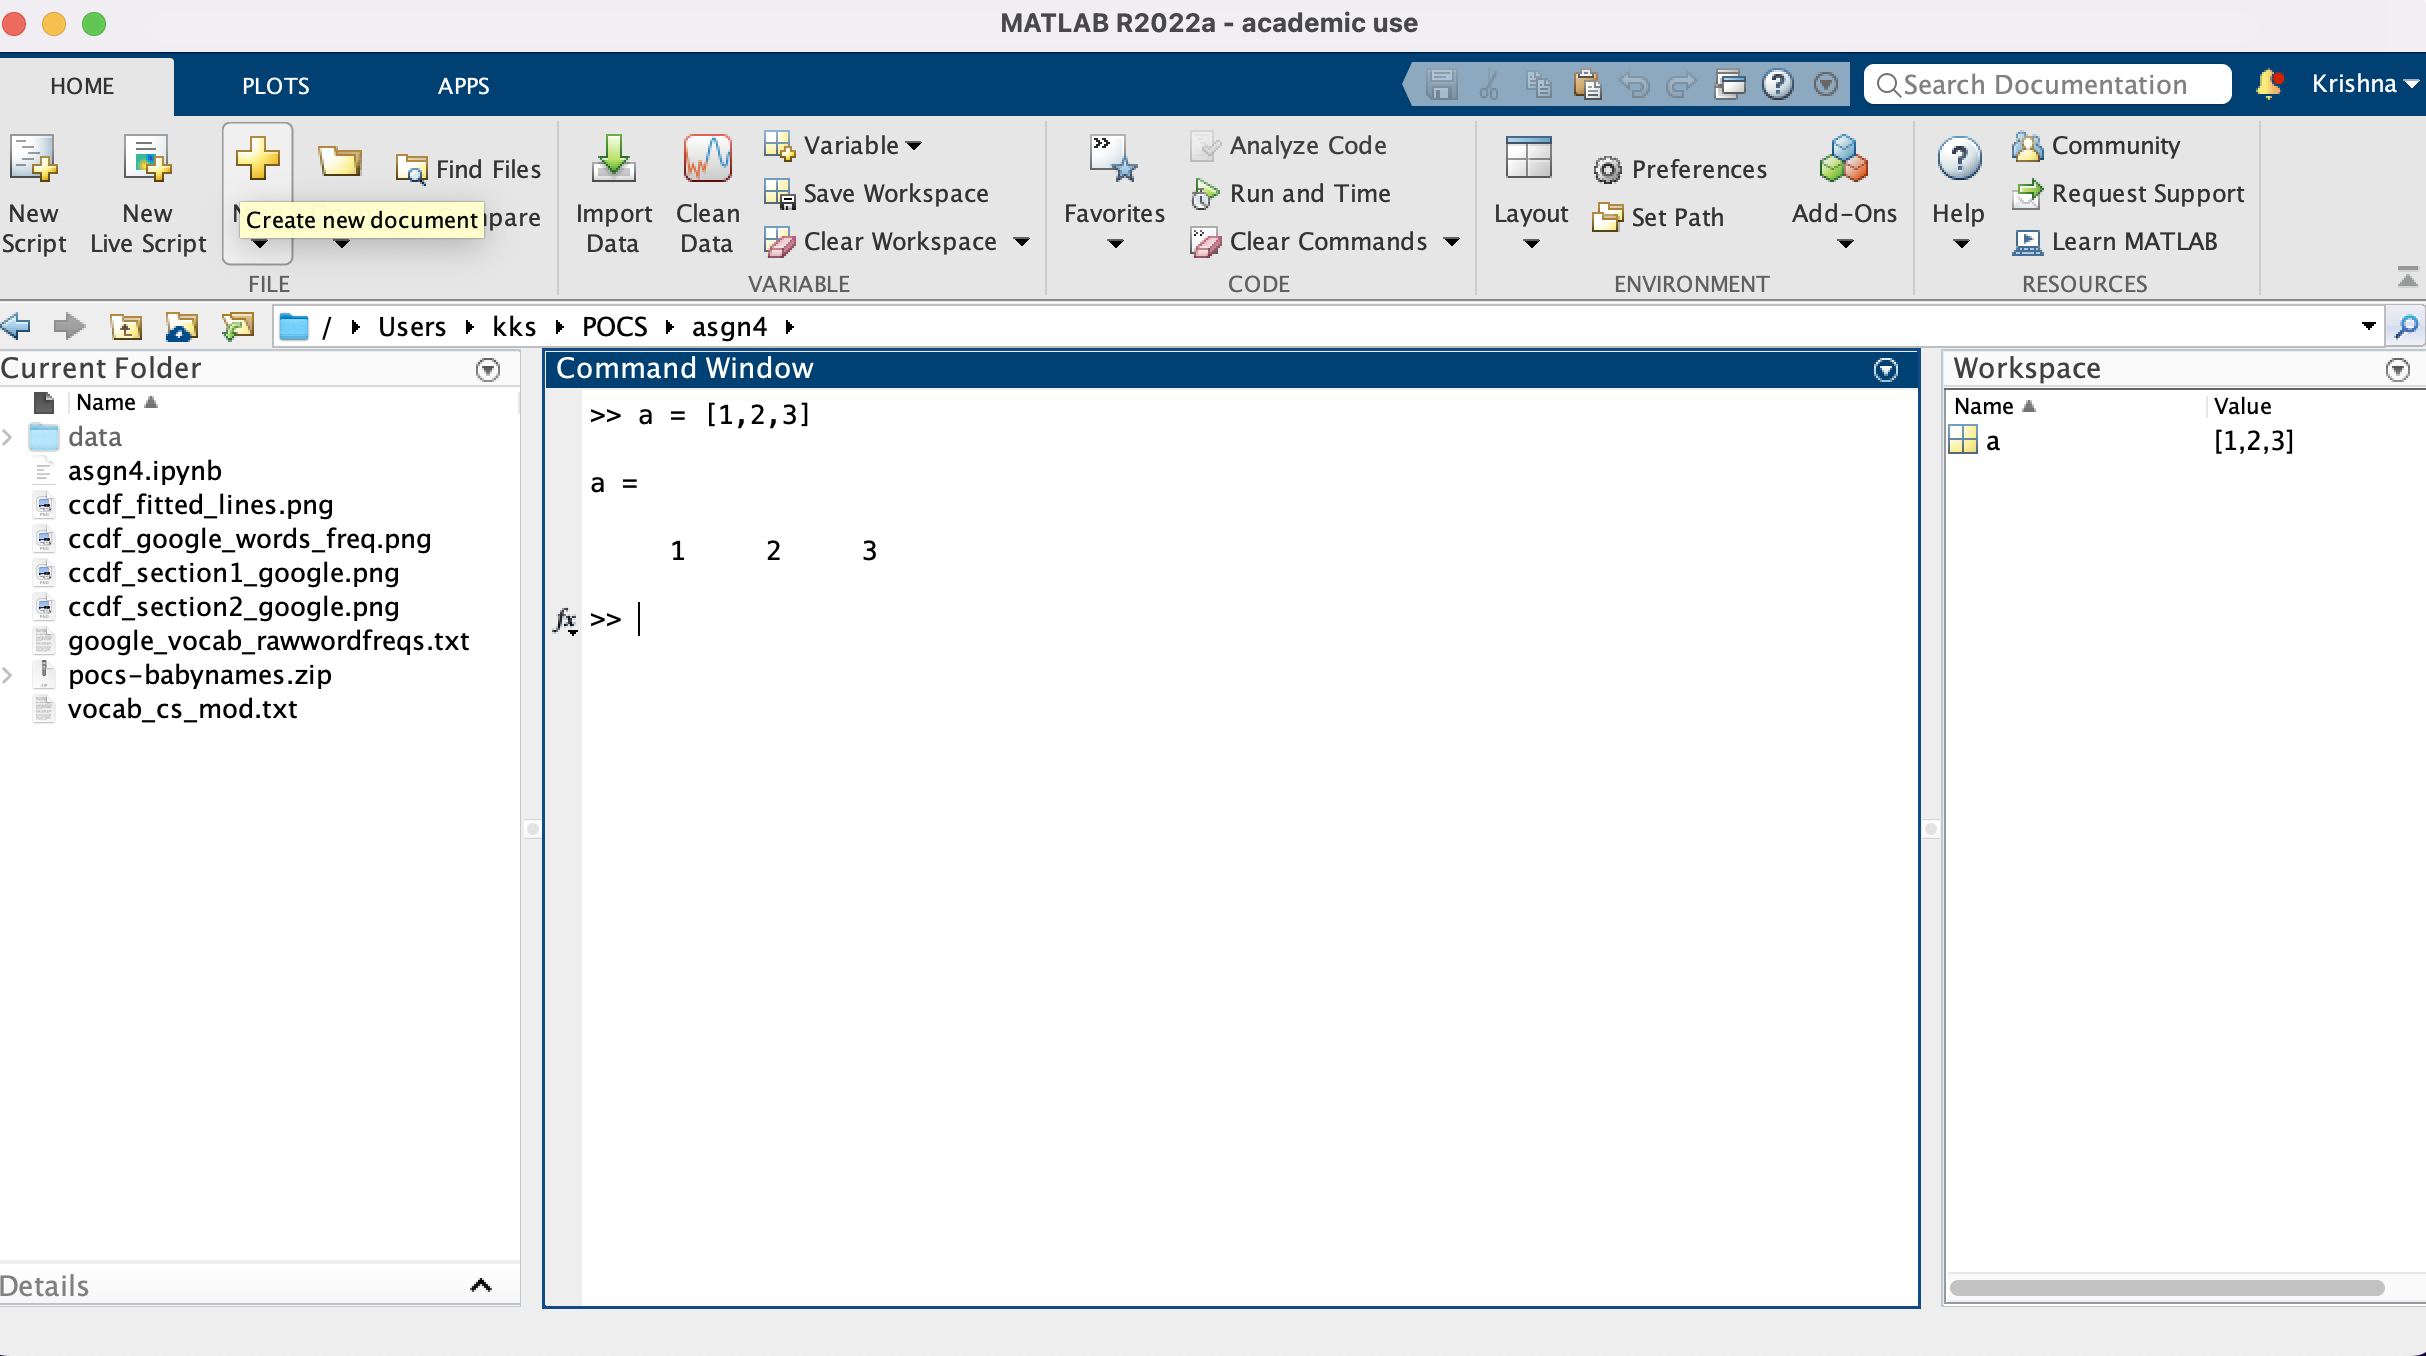 MATLAB R2022a - academic use
HOME PLOTS APPS
Search Documentation
Krishna
New Script
New Live Script
Create new document
Find Files
Import Data
Clean Data
Variable
Save Workspace
Clear Workspace
Favorites
Analyze Code
Run and Time
Clear Commands
Layout
Preferences
Set Path
Add-Ons
Help
Community
Request Support
Learn MATLAB
FILE VARIABLE CODE ENVIRONMENT RESOURCES
/ Users kks POCS asgn4
Current Folder
Name
data
asgn4.ipynb
ccdf_fitted_lines.png
ccdf_google_words_freq.png
ccdf_section1_google.png
ccdf_section2_google.png
google_vocab_rawwordfreqs.txt
pocs-babynames.zip
vocab_cs_mod.txt
Details
Command Window
>> a = [1,2,3]
a =
1 2 3
fx >>
Workspace
Name Value
a [1,2,3]